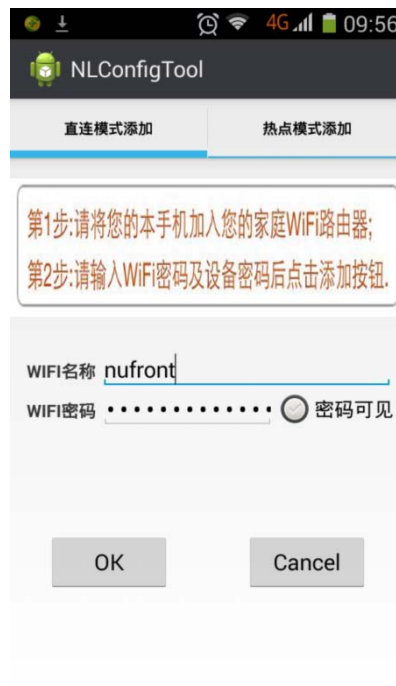 4G 09:56
NLConfigTool
直连模式添加 热点模式添加
第1步:请将您的本手机加入您的家庭WiFi路由器;
第2步:请输入WiFi密码及设备密码后点击添加按钮.
WIFI名称 nufront
WIFI密码 •••••••••••••• 密码可见
OK Cancel